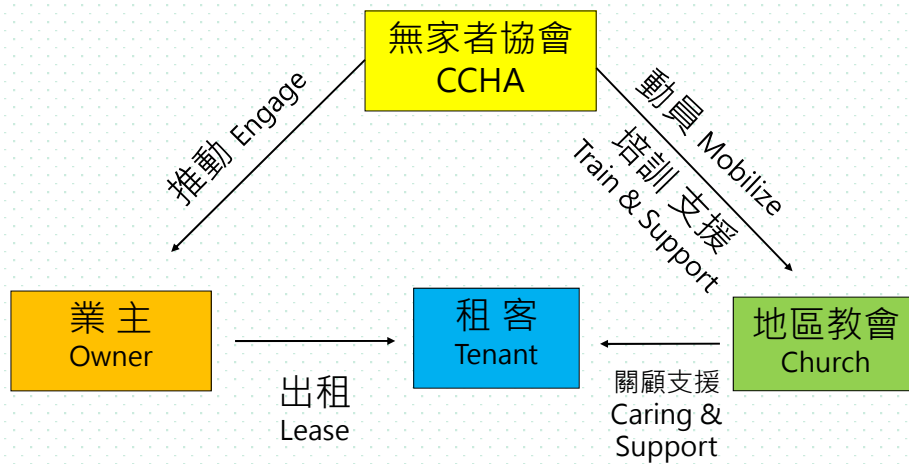 無家者協會
CCHA
推動 Engage
動員 Mobilize
培訓 支援
Train & Support
業 主
Owner
租 客
Tenant
地區教會
Church
出租
Lease
關顧支援
Caring &
Support